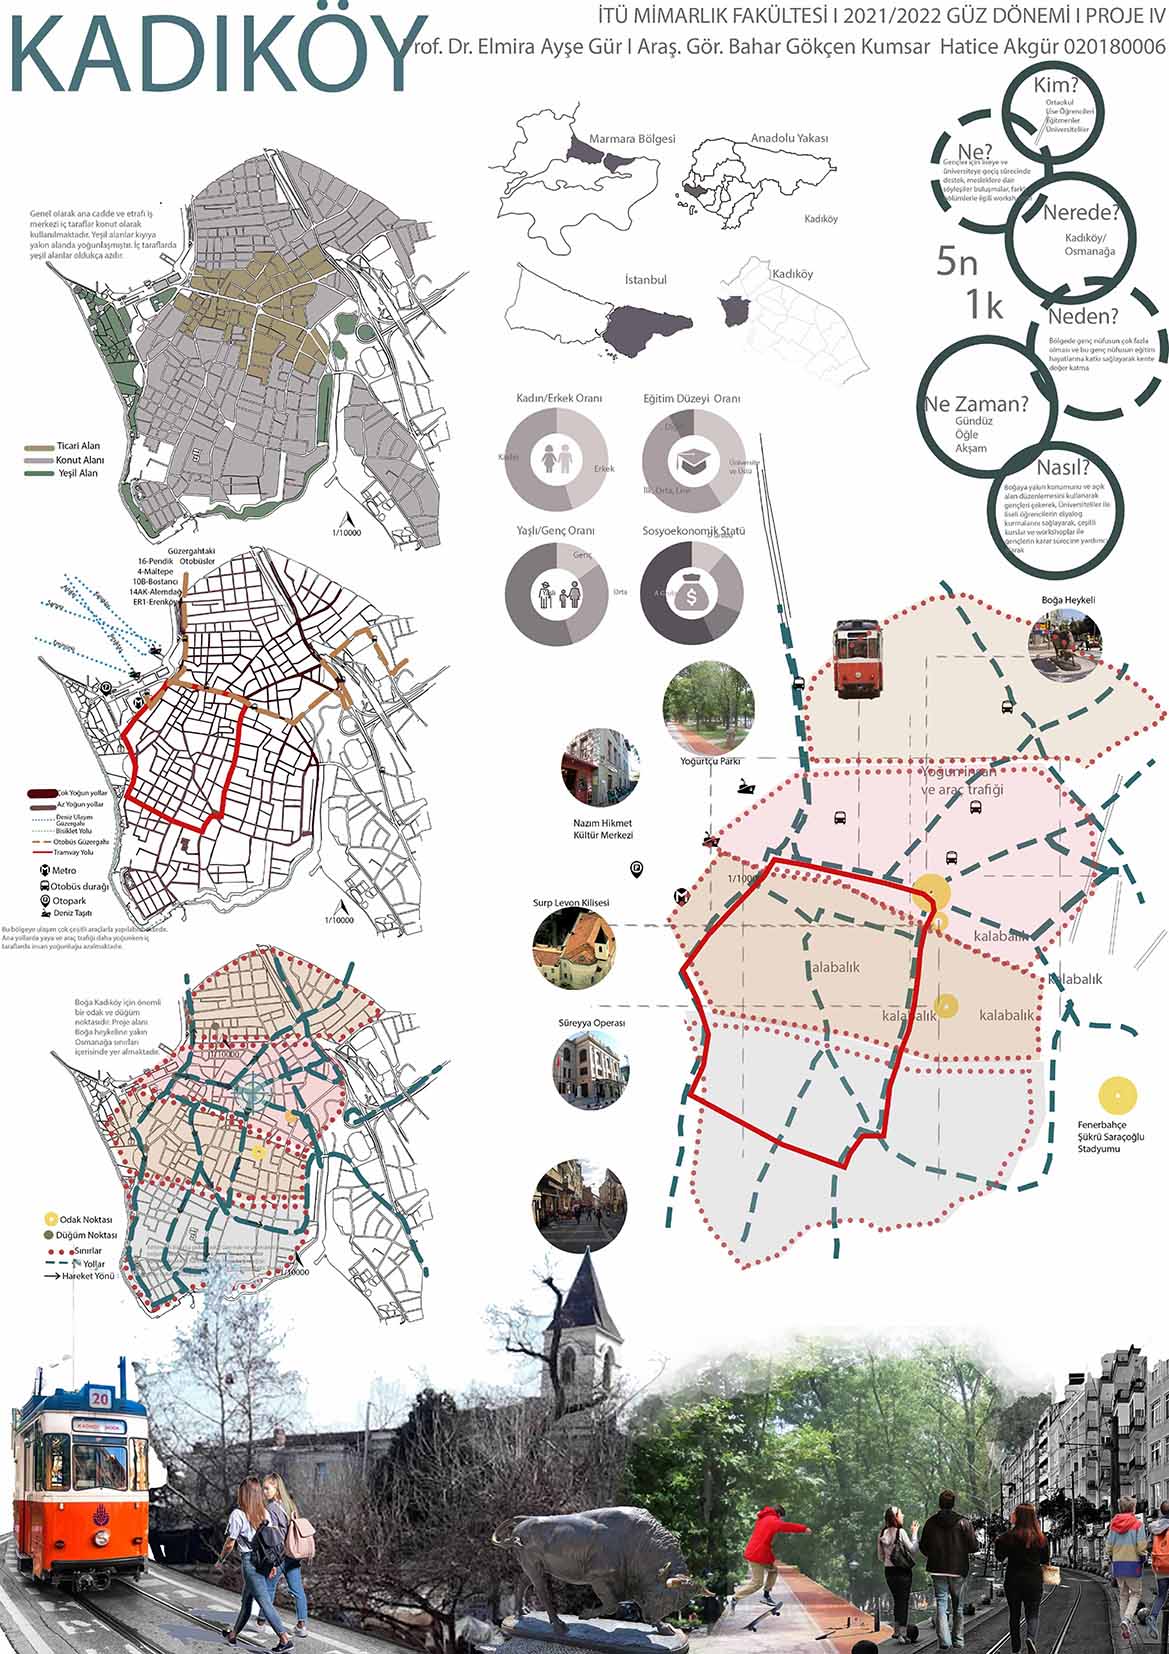 KADIKÖY
İTÜ MİMARLIK FAKÜLTESİ I 2021/2022 GÜZ DÖNEMİ I PROJE IV
Prof. Dr. Elmira Ayşe Gür I Araş. Gör. Bahar Gökçen Kumsar Hatice Akgür 020180006
Genel olarak ana cadde ve etrafı iş
merkezi iç taraflar konut olarak
kullanılmaktadır. Yeşil alanlar kıyıya
yakın alanda yoğunlaşmıştır. İç taraflarda
yeşil alanlar oldukça azdır.
Ticari Alan
Konut Alanı
Yeşil Alan
1/10000
Marmara Bölgesi
Anadolu Yakası
Kadıköy
İstanbul
Kadıköy
Kim?
Ortaokul
Lise Öğrencileri
Eğitmenler
Üniversiteliler
Ne?
Gençler için liseye ve
üniversiteye geçiş sürecinde
destek, mesleklere dair
söyleşiler buluşmalar, farklı
bölümlerle ilgili workshop
Nerede?
Kadıköy/
Osmanağa
5n
1k
Neden?
Bölgede genç nüfusun çok fazla
olması ve bu genç nüfusun eğitim
hayatlarına katkı sağlayarak kente
değer katma
Ne Zaman?
Gündüz
Öğle
Akşam
Nasıl?
Boğaya yakın konumunu ve açık
alan düzenlemesini kullanarak
gençleri çekerek, Üniversiteliler ile
liseli öğrencilerin diyalog
kurmalarını sağlayarak, çeşitli
kurslar ve workshoplar ile
gençlerin karar sürecine yardımcı
olarak
Kadın/Erkek Oranı
Kadın
Erkek
Eğitim Düzeyi Oranı
Üniversite
ve Üstü
İlk, Orta, Lise
Yaşlı/Genç Oranı
Genç
Orta
Sosyoekonomik Statü
Güzergahtaki
Otobüsler
16-Pendik
4-Maltepe
10B-Bostancı
14AK-Alemdağ
ER1-Erenköy
Çok Yoğun yollar
Az Yoğun yollar
Deniz Ulaşım
Güzergahı
Bisiklet Yolu
Otobüs Güzergahı
Tramvay Yolu
Metro
Otobüs durağı
Otopark
Deniz Taşıtı
1/10000
Bu bölgeye ulaşım çok çeşitli araçlarla yapılabilmektedir.
Ana yollarda yaya ve araç trafiği daha yoğunken iç
taraflarda insan yoğunluğu azalmaktadır.
Boğa Kadıköy için önemli
bir odak ve düğüm
noktasıdır. Proje alanı
Boğa heykeline yakın
Osmanağa sınırları
içerisinde yer almaktadır.
1/10000
Odak Noktası
Düğüm Noktası
Sınırlar
Yollar
Hareket Yönü
1/10000
Boğa Heykeli
Yoğurtçu Parkı
Nazım Hikmet
Kültür Merkezi
Surp Levon Kilisesi
Süreyya Operası
Yoğun insan
ve araç trafiği
1/1000
kalabalık
kalabalık
alabalık
kalabalık
kalabalık
Fenerbahçe
Şükrü Saraçoğlu
Stadyumu
20